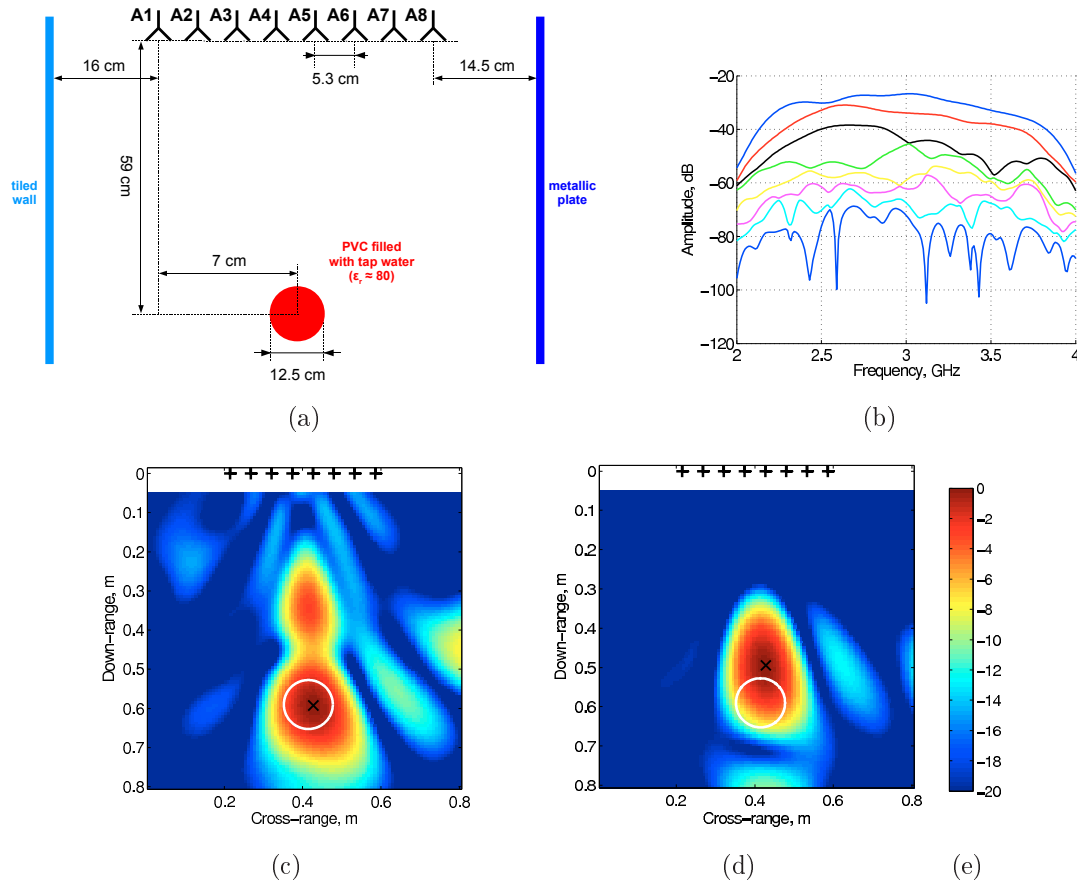 A1 A2 A3 A4 A5 A6 A7 A8
16 cm
5.3 cm
14.5 cm
59 cm
tiled
wall
metallic
plate
7 cm
PVC filled
with tap water
(εr ≈ 80)
12.5 cm
(a)
Amplitude, dB
−20
−40
−60
−80
−100
−120
2 2.5 3 3.5 4
Frequency, GHz
(b)
Down−range, m
0
0.1
0.2
0.3
0.4
0.5
0.6
0.7
0.8
0.2 0.4 0.6 0.8
Cross−range, m
(c)
Down−range, m
0
0.1
0.2
0.3
0.4
0.5
0.6
0.7
0.8
0.2 0.4 0.6 0.8
Cross−range, m
(d)
0
−2
−4
−6
−8
−10
−12
−14
−16
−18
−20
(e)